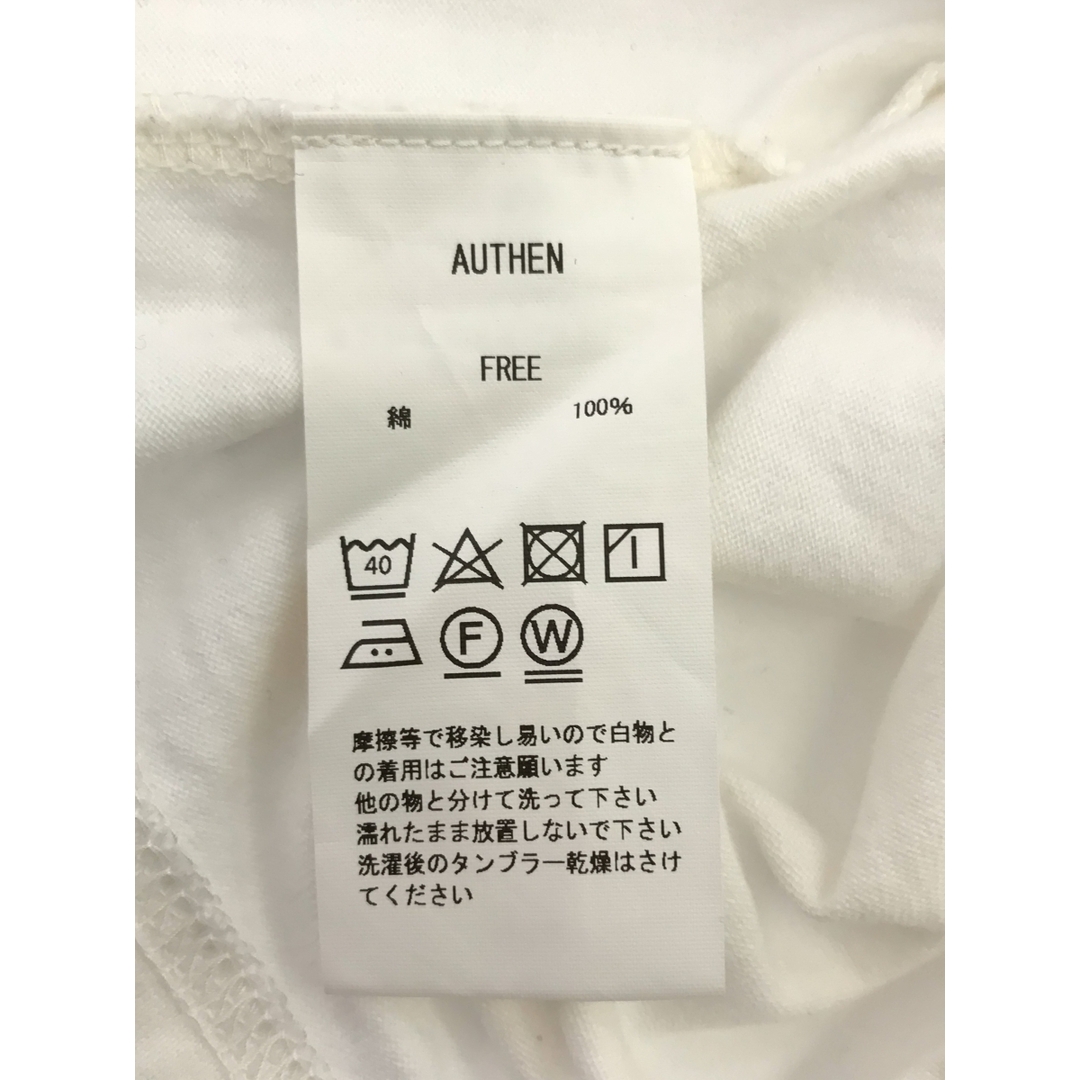 AUTHEN
FREE
綿 100%
40
F W
摩擦等で移染し易いので白物と
の着用はご注意願います
他の物と分けて洗って下さい
濡れたまま放置しないで下さい
洗濯後のタンブラー乾燥はさけ
てください